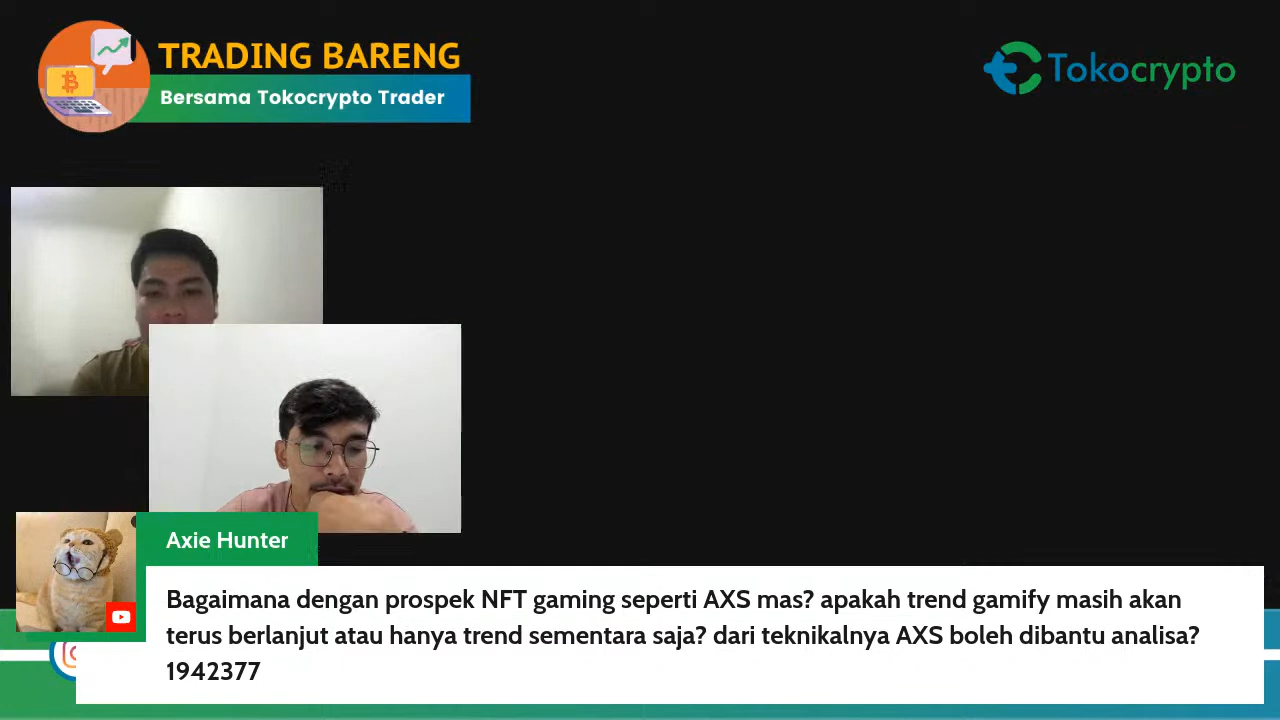 TRADING BARENG
Bersama Tokocrypto Trader
Tokocrypto
Axie Hunter
Bagaimana dengan prospek NFT gaming seperti AXS mas? apakah trend gamify masih akan
terus berlanjut atau hanya trend sementara saja? dari teknikalnya AXS boleh dibantu analisa?
1942377